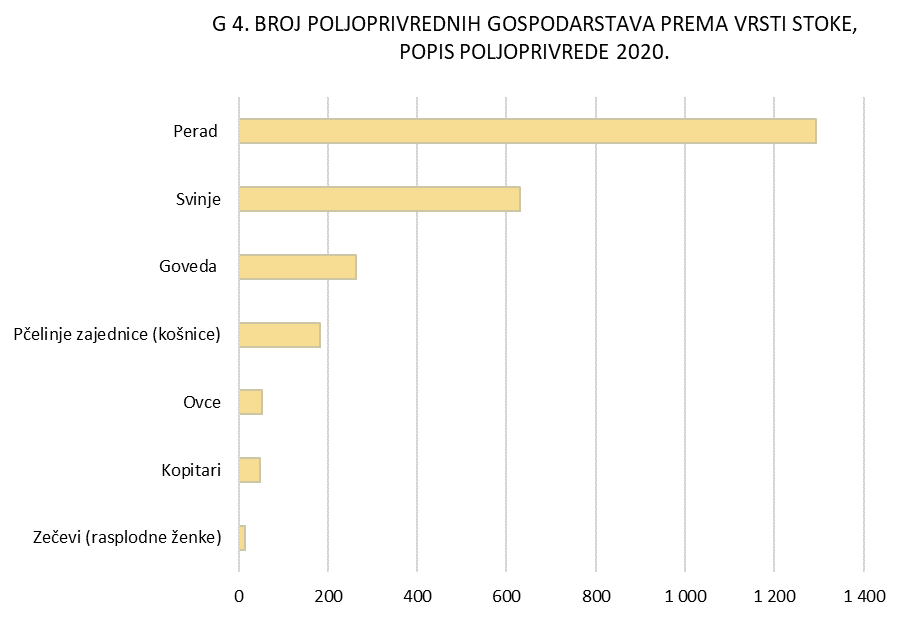 G 4. BROJ POLJOPRIVREDNIH GOSPODARSTAVA PREMA VRSTI STOKE,
POPIS POLJOPRIVREDE 2020.
Perad
Svinje
Goveda
Pčelinje zajednice (košnice)
Ovce
Kopitari
Zečevi (rasplodne ženke)
0 200 400 600 800 1 000 1 200 1 400